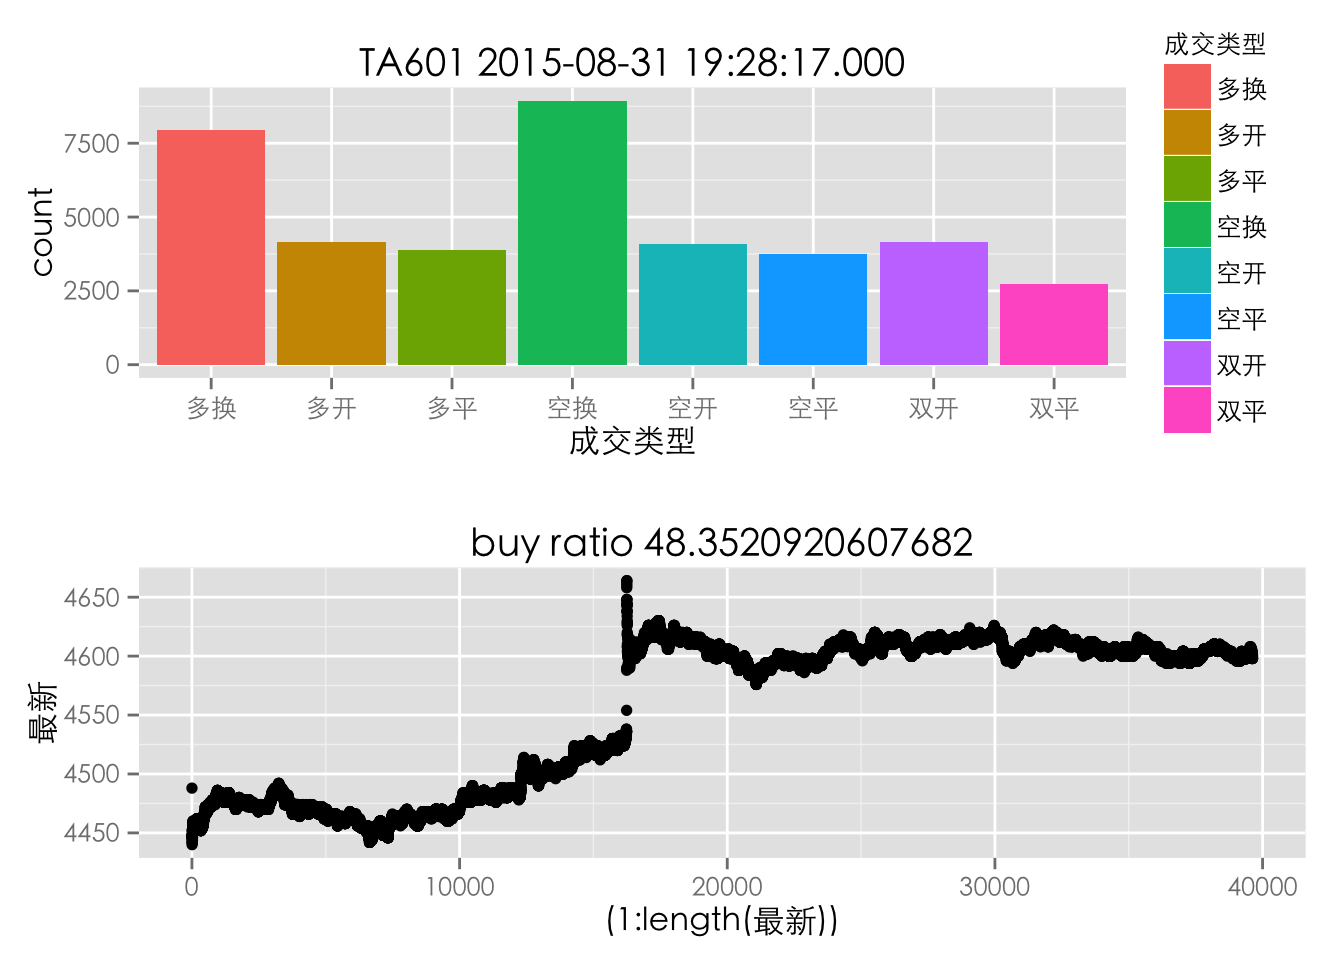 TA601 2015-08-31 19:28:17.000
count
7500
5000
2500
0
多换 多开 多平 空换 空开 空平 双开 双平
成交类型
成交类型
多换
多开
多平
空换
空开
空平
双开
双平
buy ratio 48.3520920607682
最新
4650
4600
4550
4500
4450
0 10000 20000 30000 40000
(1:length(最新))